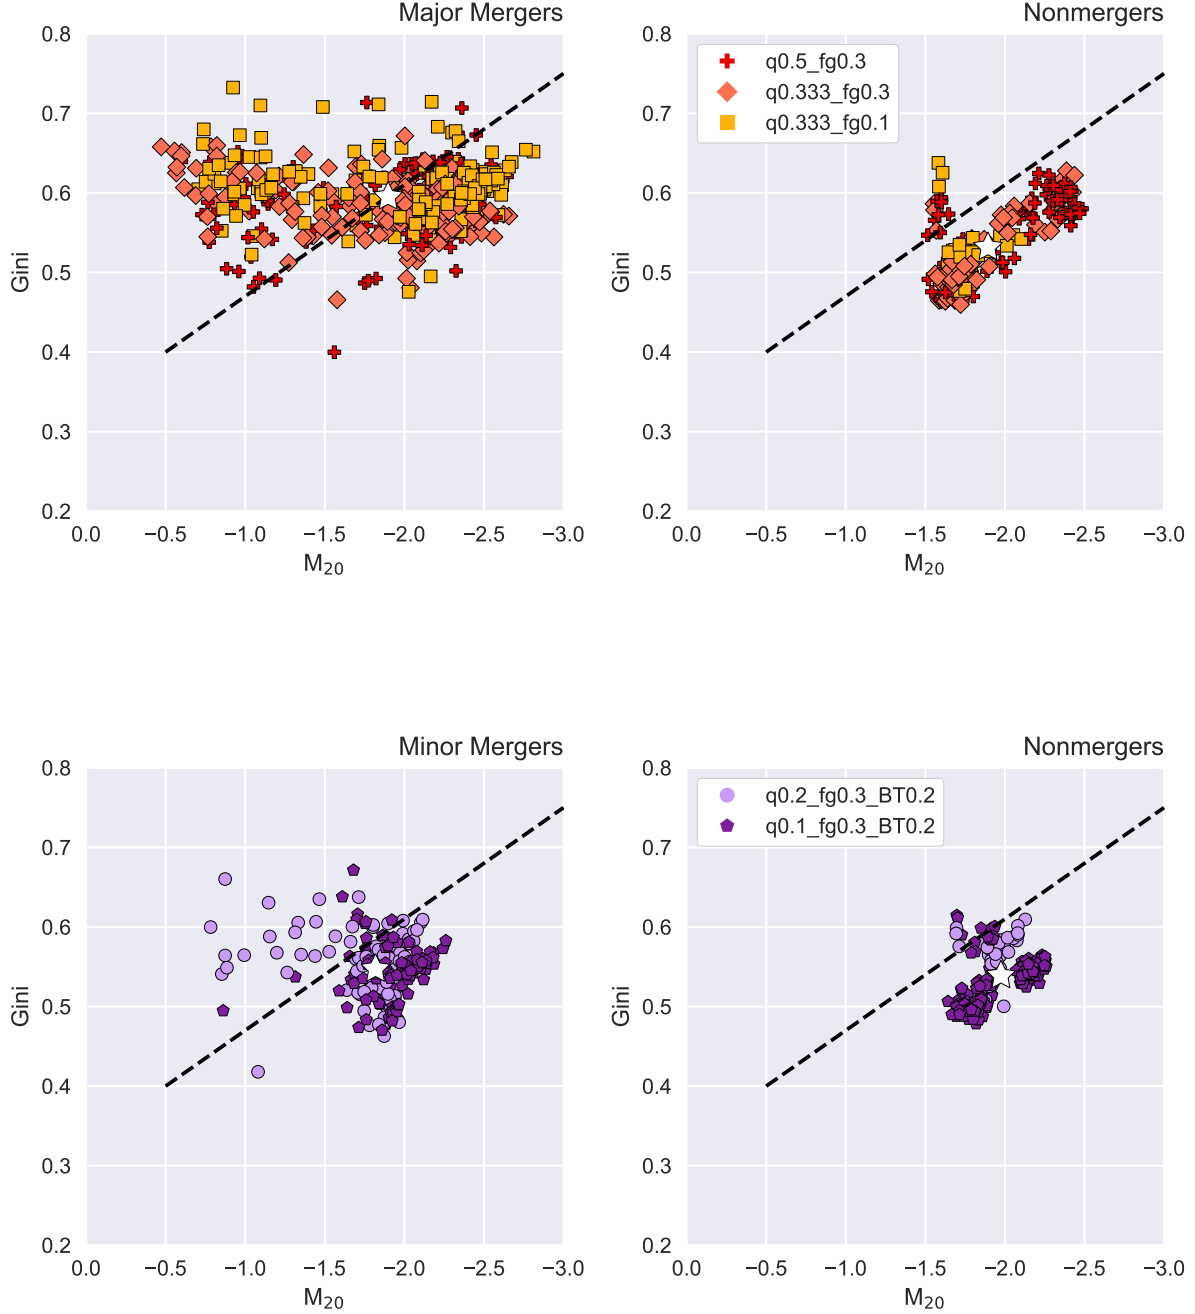 Major Mergers
0.8
0.7
0.6
0.5
0.4
0.3
0.2
Gini
0.0 −0.5 −1.0 −1.5 −2.0 −2.5 −3.0
M20
Nonmergers
q0.5_fg0.3
q0.333_fg0.3
q0.333_fg0.1
0.8
0.7
0.6
0.5
0.4
0.3
0.2
Gini
0.0 −0.5 −1.0 −1.5 −2.0 −2.5 −3.0
M20
Minor Mergers
0.8
0.7
0.6
0.5
0.4
0.3
0.2
Gini
0.0 −0.5 −1.0 −1.5 −2.0 −2.5 −3.0
M20
Nonmergers
q0.2_fg0.3_BT0.2
q0.1_fg0.3_BT0.2
0.8
0.7
0.6
0.5
0.4
0.3
0.2
Gini
0.0 −0.5 −1.0 −1.5 −2.0 −2.5 −3.0
M20